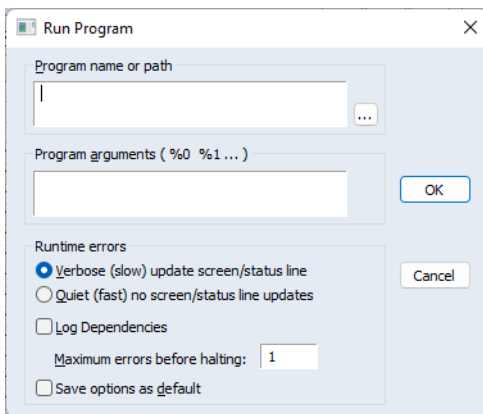 Run Program
Program name or path
...
Program arguments ( %0 %1 ... )
OK
Runtime errors
Verbose (slow) update screen/status line
Cancel
Quiet (fast) no screen/status line updates
Log Dependencies
Maximum errors before halting: 1
Save options as default